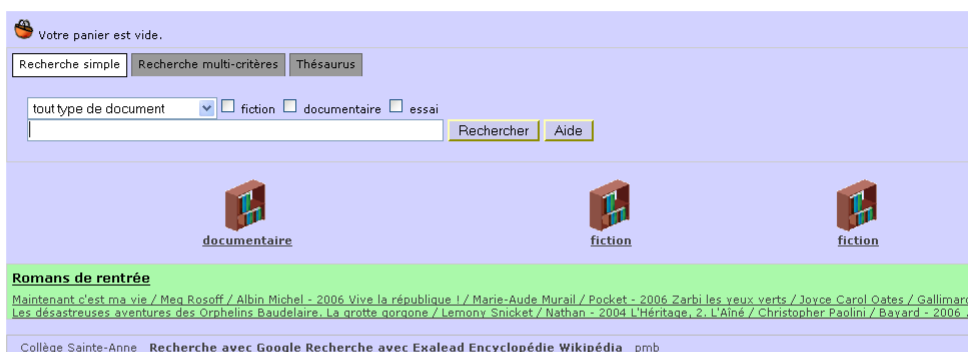 Votre panier est vide.
Recherche simple Recherche multi-critères Thésaurus
tout type de document fiction documentaire essai
Rechercher Aide
documentaire fiction fiction
Romans de rentrée
Maintenant c'est ma vie / Meg Rosoff / Albin Michel - 2006 Vive la république ! / Marie-Aude Murail / Pocket - 2006 Zarbi les yeux verts / Joyce Carol Oates / Gallimard
Les désastreuses aventures des Orphelins Baudelaire. La grotte gorgone / Lemony Snicket / Nathan - 2004 L'Héritage, 2. L'Aîné / Christopher Paolini / Bayard - 2006
Collège Sainte-Anne Recherche avec Google Recherche avec Exalead Encyclopédie Wikipédia pmb